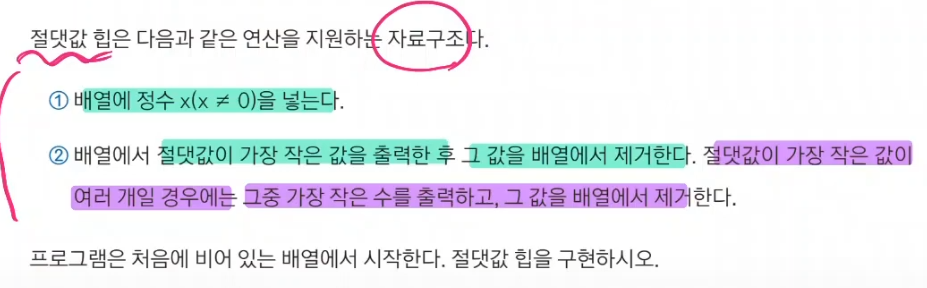 절댓값 힙은 다음과 같은 연산을 지원하는 자료구조다.
① 배열에 정수 x(x ≠ 0)을 넣는다.
② 배열에서 절댓값이 가장 작은 값을 출력한 후 그 값을 배열에서 제거한다. 절댓값이 가장 작은 값이
여러 개일 경우에는 그중 가장 작은 수를 출력하고, 그 값을 배열에서 제거한다.
프로그램은 처음에 비어 있는 배열에서 시작한다. 절댓값 힙을 구현하시오.